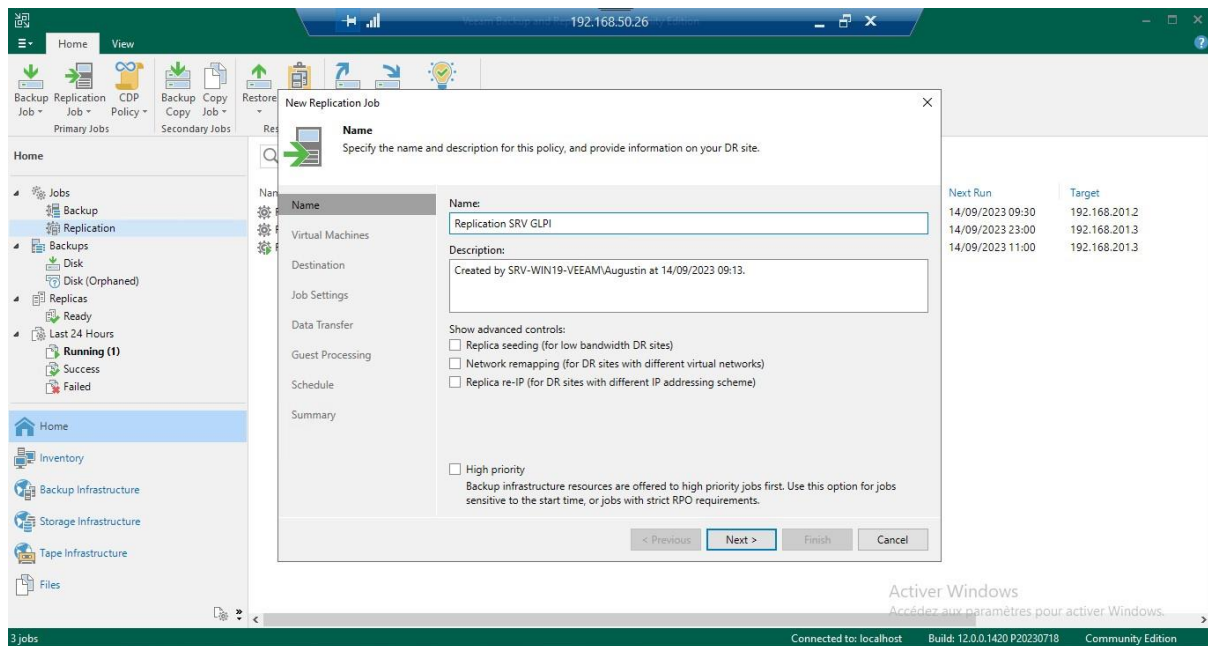 192.168.50.26
Home View
Backup Job Replication Job CDP Policy Backup Copy Copy Job Restore
Primary Jobs Secondary Jobs Res
Home
Jobs
Backup
Replication
Backups
Disk
Disk (Orphaned)
Replicas
Ready
Last 24 Hours
Running (1)
Success
Failed
Home
Inventory
Backup Infrastructure
Storage Infrastructure
Tape Infrastructure
Files
New Replication Job
Name
Specify the name and description for this policy, and provide information on your DR site.
Name
Virtual Machines
Destination
Job Settings
Data Transfer
Guest Processing
Schedule
Summary
Name:
Replication SRV GLPI
Description:
Created by SRV-WIN19-VEEAM\Augustin at 14/09/2023 09:13.
Show advanced controls:
Replica seeding (for low bandwidth DR sites)
Network remapping (for DR sites with different virtual networks)
Replica re-IP (for DR sites with different IP addressing scheme)
High priority
Backup infrastructure resources are offered to high priority jobs first. Use this option for jobs
sensitive to the start time, or jobs with strict RPO requirements.
< Previous Next > Finish Cancel
Next Run Target
14/09/2023 09:30 192.168.201.2
14/09/2023 23:00 192.168.201.3
14/09/2023 11:00 192.168.201.3
Activer Windows
Accédez aux paramètres pour activer Windows.
3 jobs Connected to: localhost Build: 12.0.0.1420 P20230718 Community Edition